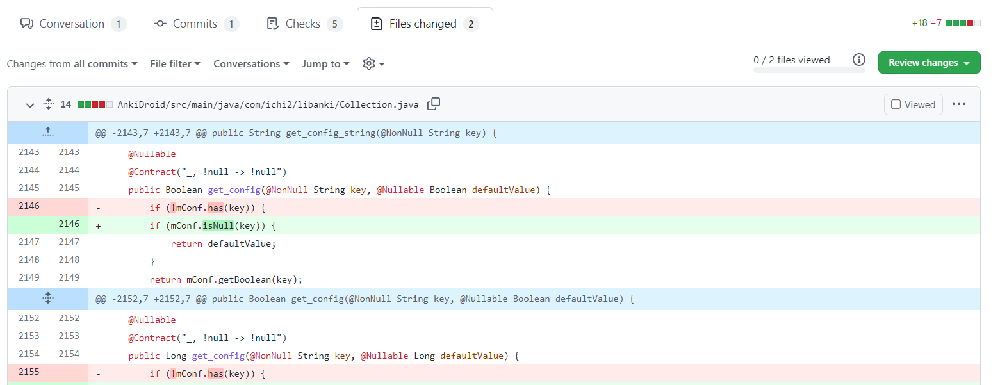 Conversation 1 Commits 1 Checks 5 Files changed 2 +18 −7
Changes from all commits File filter Conversations Jump to 0 / 2 files viewed Review changes
14 AnkiDroid/src/main/java/com/ichi2/libanki/Collection.java Viewed
@@ -2143,7 +2143,7 @@ public String get_config_string(@NonNull String key) {
2143 2143 @Nullable
2144 2144 @Contract("_, !null -> !null")
2145 2145 public Boolean get_config(@NonNull String key, @Nullable Boolean defaultValue) {
2146 - if (!mConf.has(key)) {
2146 + if (mConf.isNull(key)) {
2147 2147 return defaultValue;
2148 2148 }
2149 2149 return mConf.getBoolean(key);
@@ -2152,7 +2152,7 @@ public Boolean get_config(@NonNull String key, @Nullable Boolean defaultValue) {
2152 2152 @Nullable
2153 2153 @Contract("_, !null -> !null")
2154 2154 public Long get_config(@NonNull String key, @Nullable Long defaultValue) {
2155 - if (!mConf.has(key)) {